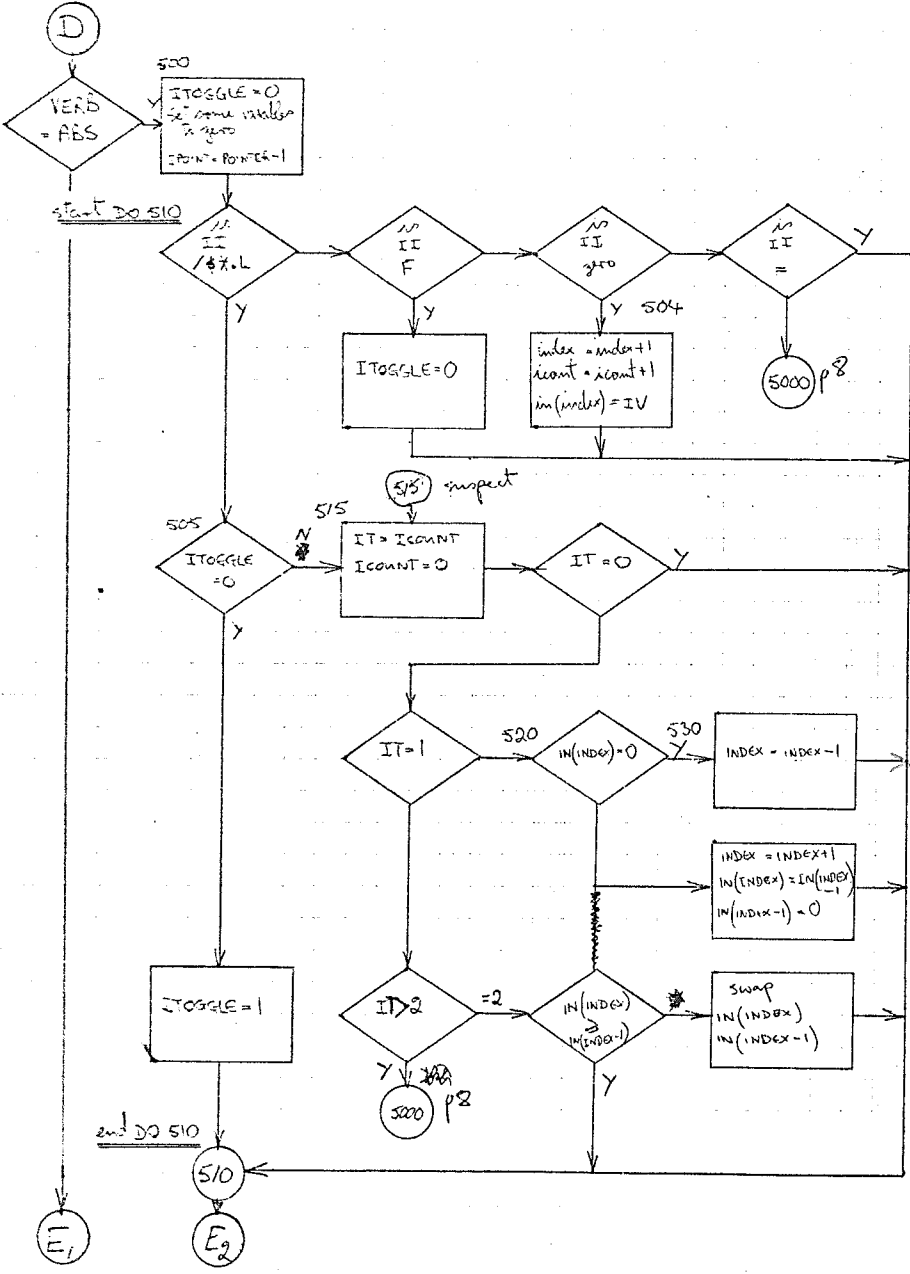 D
500
VERB
= ABS
Y
ITOGGLE = 0
Set some variables
to zero
IPOINT = POINTER-1
start DO 510
is
II
/$%.L
is
II
F
is
II
zero
is
II
=
Y
Y
Y
Y
504
ITOGGLE=0
index = index+1
icount = icount+1
in(index) = IV
5000
p8
515
suspect
505
515
N
ITOGGLE
=0
IT = ICOUNT
ICOUNT = 0
IT = 0
Y
Y
IT=1
520
IN(INDEX)=0
530
Y
INDEX = INDEX-1
INDEX = INDEX+1
IN(INDEX) = IN(INDEX
-1)
IN(INDEX-1) = 0
ITOGGLE=1
IT>2
=2
IN(INDEX)
>
IN(INDEX-1)
swap
IN(INDEX)
IN(INDEX-1)
Y
Y
5000
p8
end DO 510
510
E1
E2